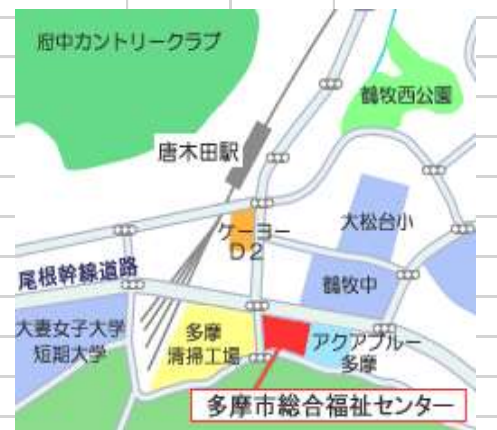 府中カントリークラブ
鶴牧西公園
唐木田駅
大松台小
ケーヨー
D2
尾根幹線道路
鶴牧中
大妻女子大学
短期大学
多摩
清掃工場
アクアブルー
多摩
多摩市総合福祉センター